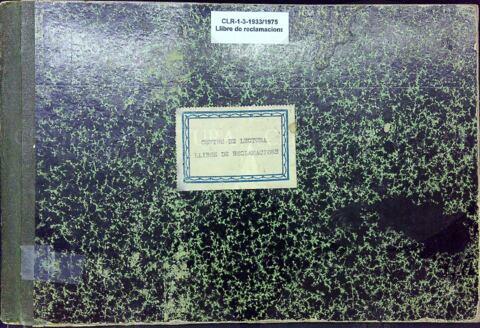 CLR-1-3-1933/1975
Llibre de reclamacions
CENTRE DE LECTURA
LLIBRE DE RECLAMACIONS